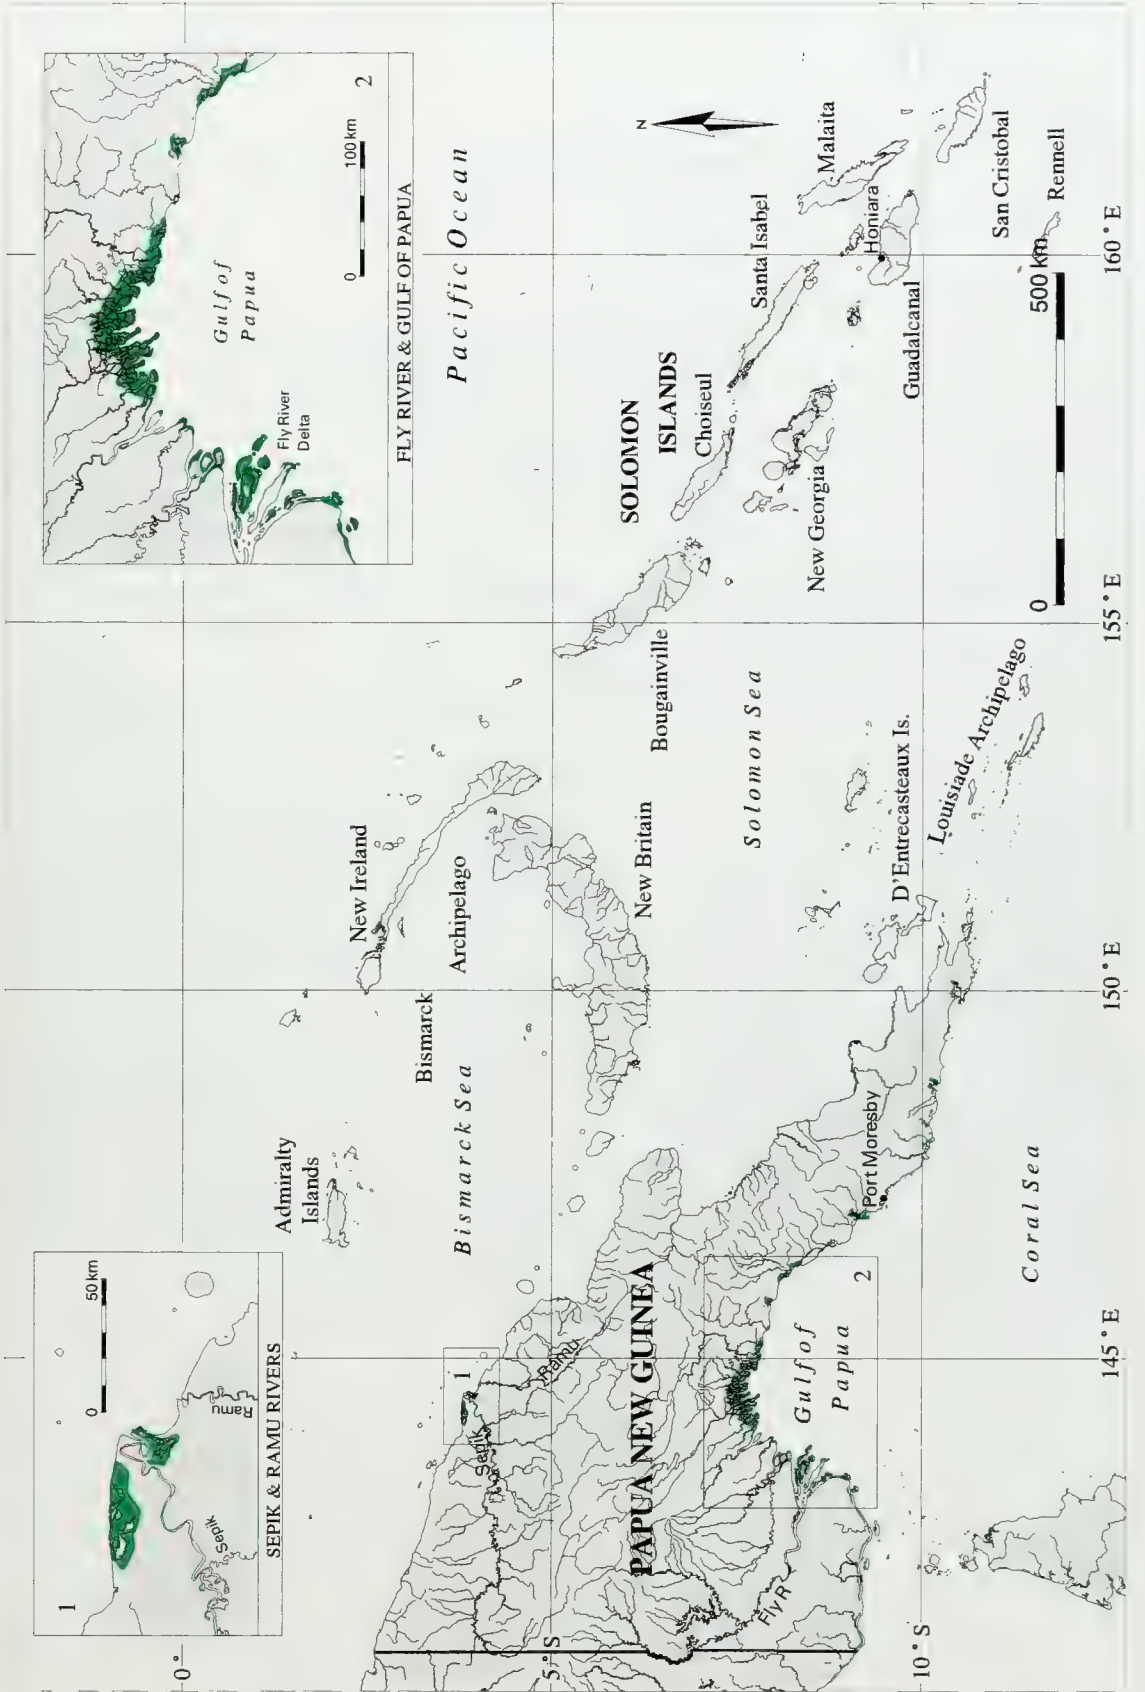 1
0
50 km
Ramu
Sepik
SEPIK & RAMU RIVERS
2
Gulf of
Papua
Fly River
Delta
0
100 km
FLY RIVER & GULF OF PAPUA
Pacific Ocean
N
Admiralty
Islands
New Ireland
Bismarck
Archipelago
Bismarck Sea
New Britain
Bougainville
SOLOMON
ISLANDS
Choiseul
Santa Isabel
Malaita
New Georgia
Honiara
Guadalcanal
San Cristobal
Rennell
Solomon Sea
1
Sepik
Ramu
PAPUA NEW GUINEA
2
Gulf of
Papua
Fly R
Port Moresby
D'Entrecasteaux Is.
Louisiade Archipelago
Coral Sea
0
500 km
0°
5° S
10° S
145° E
150° E
155° E
160° E